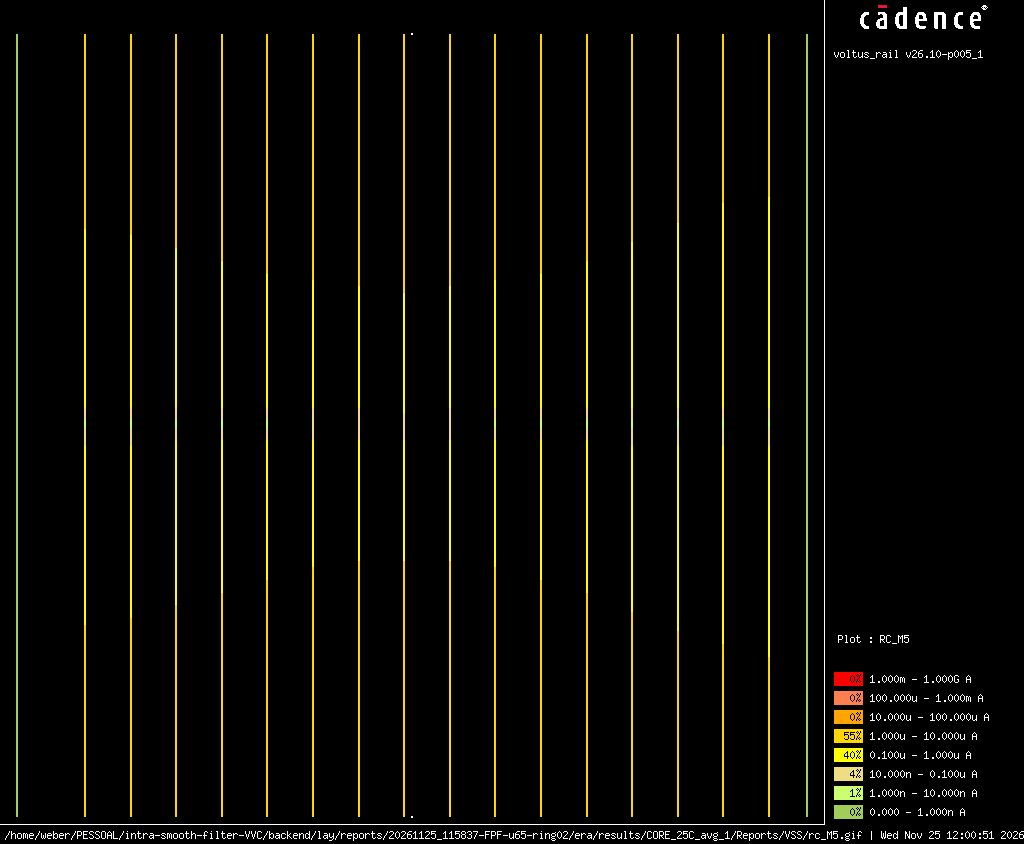 cādence®
voltus_rail v26.10-p005_1
Plot : RC_M5
0% 1.000m - 1.000G A
0% 100.000u - 1.000m A
0% 10.000u - 100.000u A
55% 1.000u - 10.000u A
40% 0.100u - 1.000u A
4% 10.000n - 0.100u A
1% 1.000n - 10.000n A
0% 0.000 - 1.000n A
/home/weber/PESSOAL/intra-smooth-filter-VVC/backend/lay/reports/20261125_115837-FPF-u65-ring02/era/results/CORE_25C_avg_1/Reports/VSS/rc_M5.gif | Wed Nov 25 12:00:51 2026